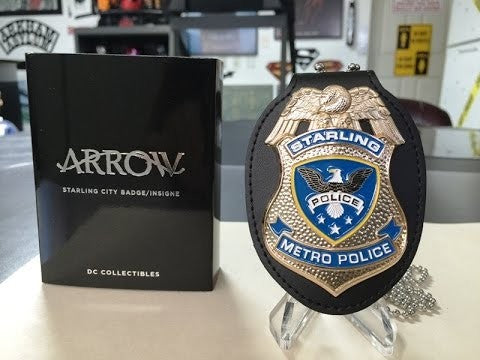 ARROW
STARLING CITY BADGE/INSIGNE
DC COLLECTIBLES
STARLING
POLICE
METRO POLICE